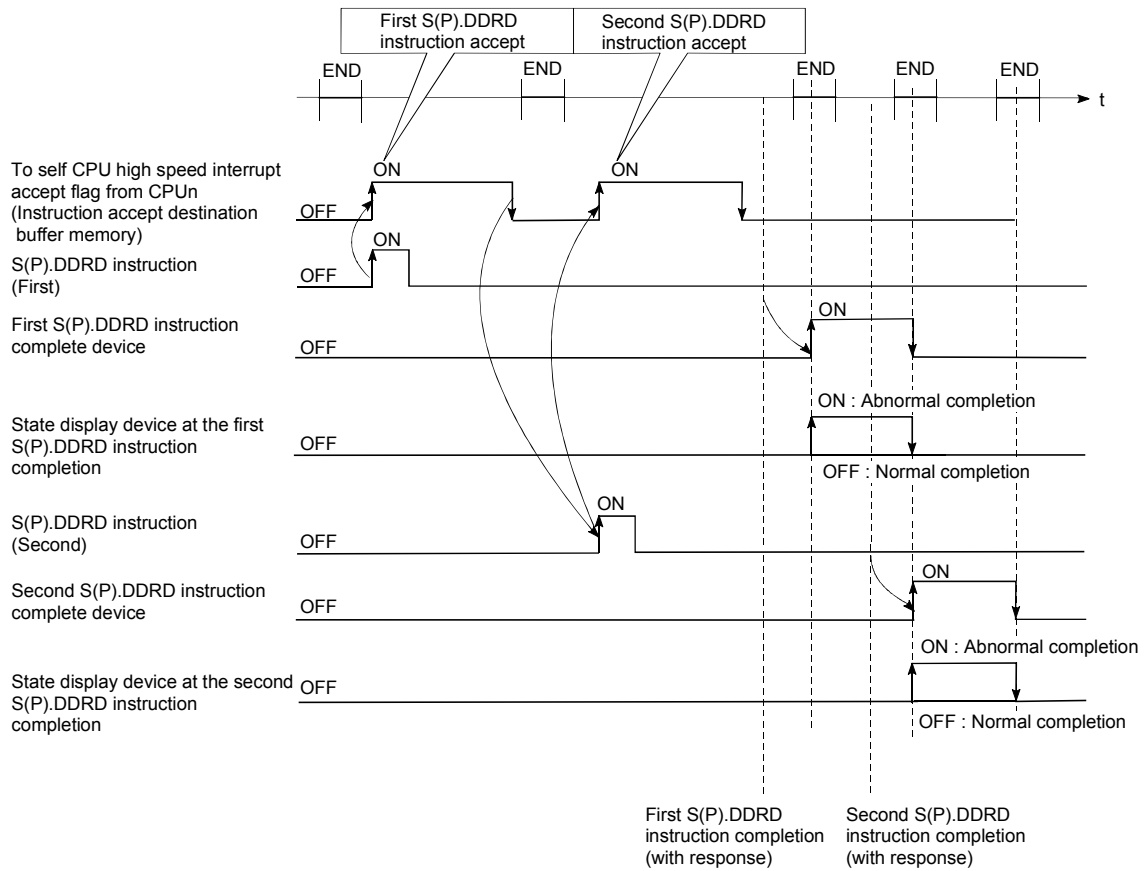 First S(P).DDRD
instruction accept
Second S(P).DDRD
instruction accept
END
END
END
END
END
t
To self CPU high speed interrupt
accept flag from CPUn
(Instruction accept destination
buffer memory)
OFF
ON
ON
S(P).DDRD instruction
(First)
OFF
ON
First S(P).DDRD instruction
complete device
OFF
ON
State display device at the first
S(P).DDRD instruction
completion
OFF
ON : Abnormal completion
OFF : Normal completion
S(P).DDRD instruction
(Second)
OFF
ON
Second S(P).DDRD instruction
complete device
OFF
ON
State display device at the second
S(P).DDRD instruction
completion
OFF
ON : Abnormal completion
OFF : Normal completion
First S(P).DDRD
instruction completion
(with response)
Second S(P).DDRD
instruction completion
(with response)